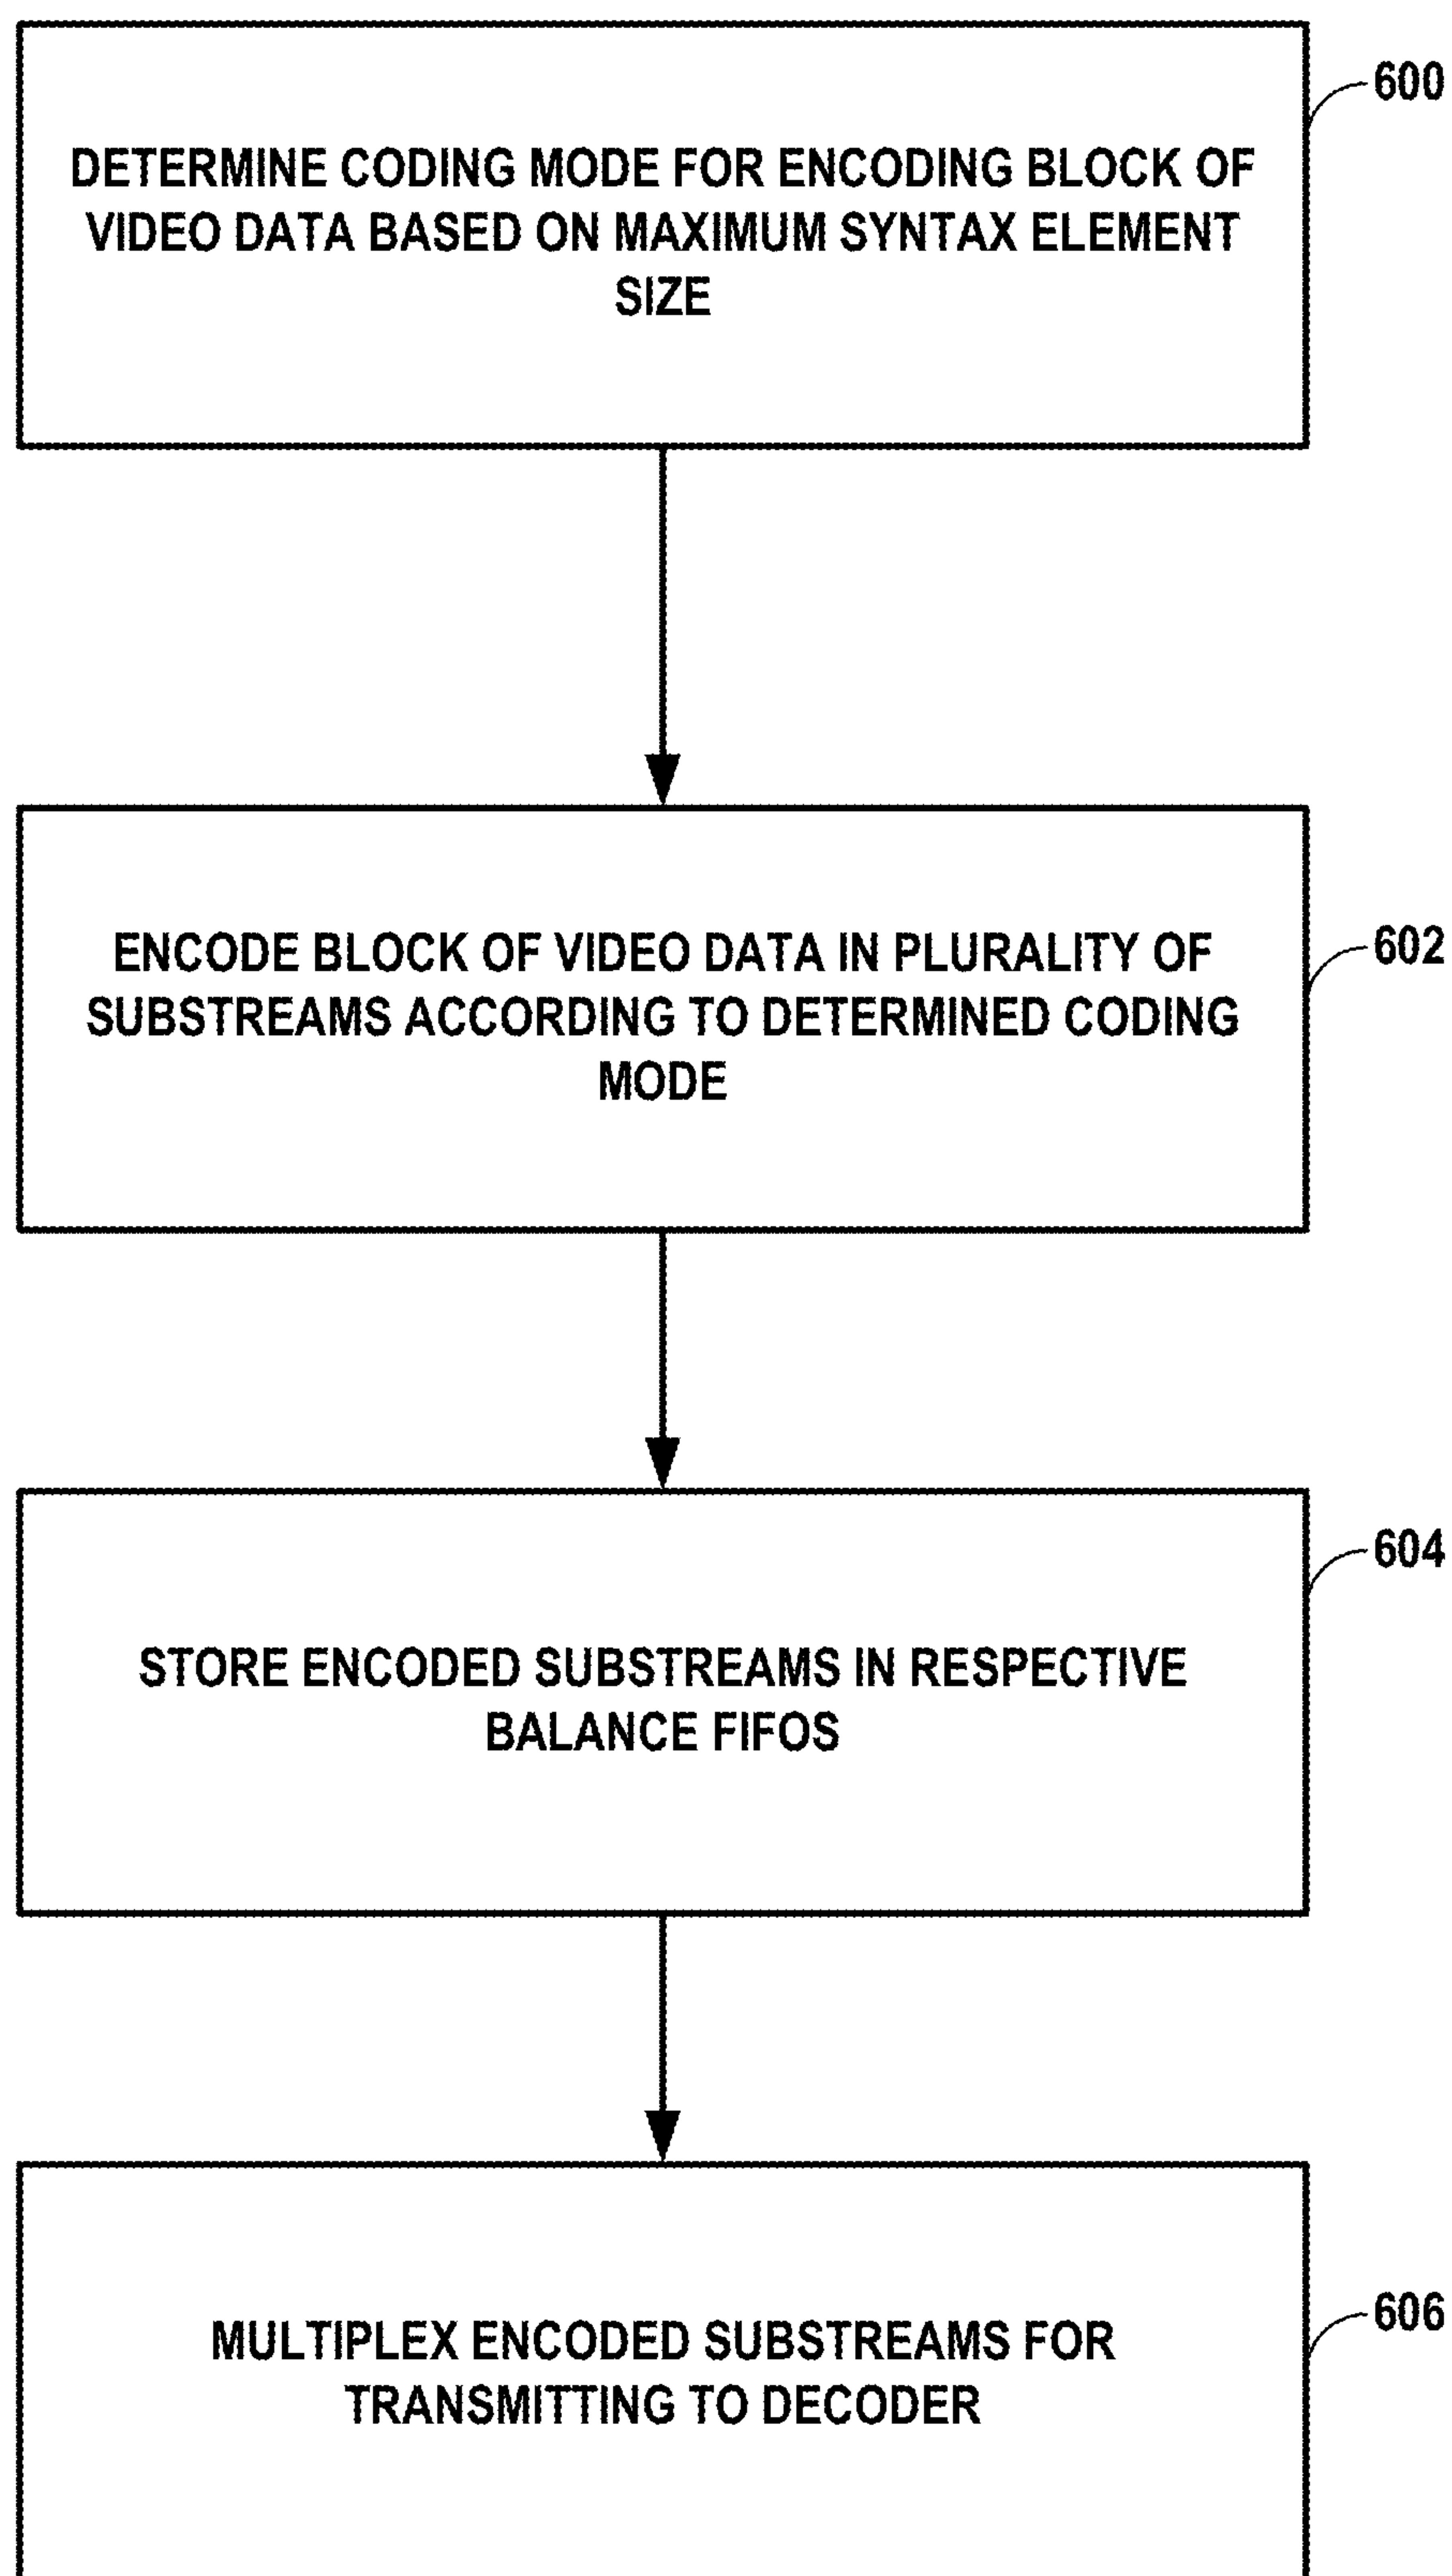 600
DETERMINE CODING MODE FOR ENCODING BLOCK OF
VIDEO DATA BASED ON MAXIMUM SYNTAX ELEMENT
SIZE
602
ENCODE BLOCK OF VIDEO DATA IN PLURALITY OF
SUBSTREAMS ACCORDING TO DETERMINED CODING
MODE
604
STORE ENCODED SUBSTREAMS IN RESPECTIVE
BALANCE FIFOS
606
MULTIPLEX ENCODED SUBSTREAMS FOR
TRANSMITTING TO DECODER